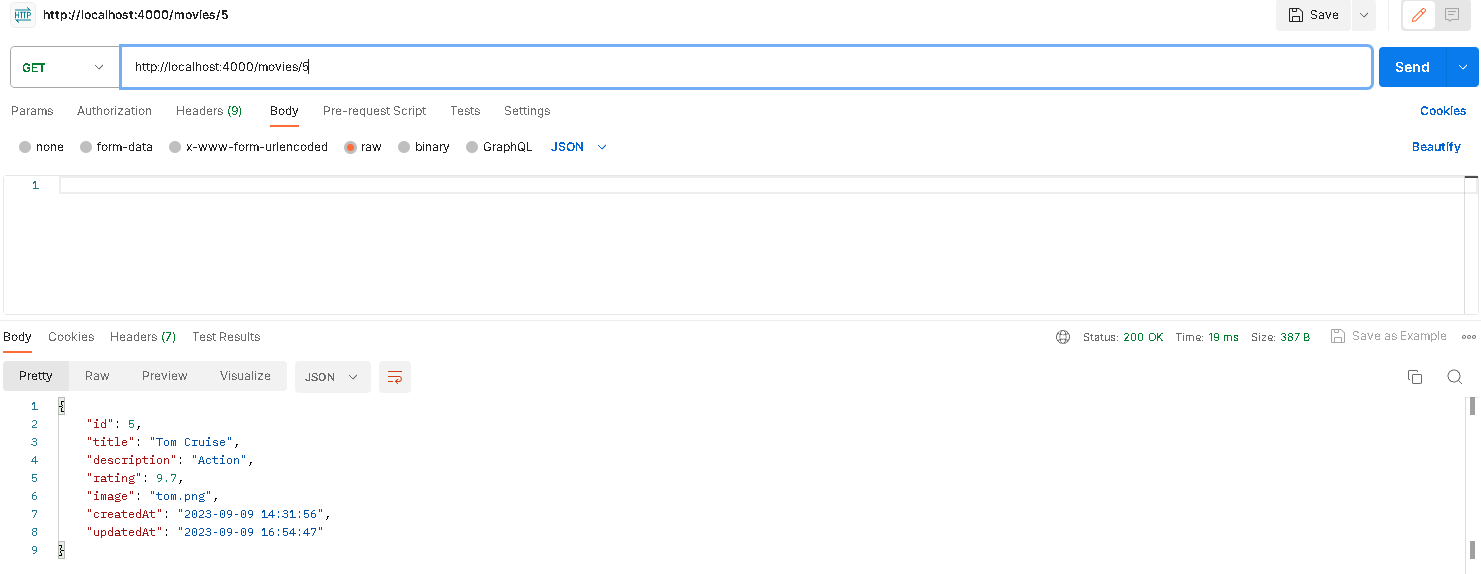 HTTP http://localhost:4000/movies/5 Save
GET http://localhost:4000/movies/5 Send
Params Authorization Headers (9) Body Pre-request Script Tests Settings Cookies
none form-data x-www-form-urlencoded raw binary GraphQL JSON Beautify
1
Body Cookies Headers (7) Test Results Status: 200 OK Time: 19 ms Size: 387 B Save as Example
Pretty Raw Preview Visualize JSON
1 {
2 "id": 5,
3 "title": "Tom Cruise",
4 "description": "Action",
5 "rating": 9.7,
6 "image": "tom.png",
7 "createdAt": "2023-09-09 14:31:56",
8 "updatedAt": "2023-09-09 16:54:47"
9 }